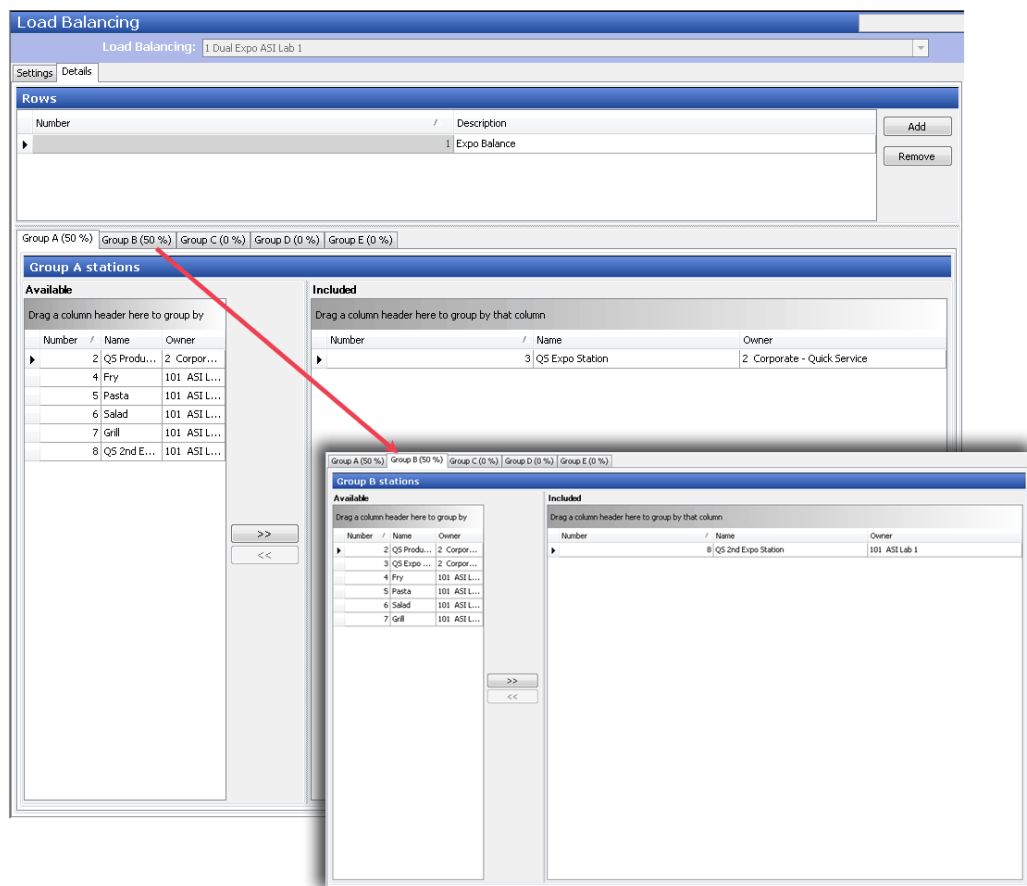 Load Balancing
Load Balancing: 1 Dual Expo ASI Lab 1
Settings Details
Rows
Number / Description
1 Expo Balance
Add
Remove
Group A (50 %) Group B (50 %) Group C (0 %) Group D (0 %) Group E (0 %)
Group A stations
Available
Drag a column header here to group by
Number / Name Owner
2 QS Produ... 2 Corpor...
4 Fry 101 ASI L...
5 Pasta 101 ASI L...
6 Salad 101 ASI L...
7 Grill 101 ASI L...
8 QS 2nd E... 101 ASI L...
>>
<<
Included
Drag a column header here to group by that column
Number / Name Owner
3 QS Expo Station 2 Corporate - Quick Service
Group A (50 %) Group B (50 %) Group C (0 %) Group D (0 %) Group E (0 %)
Group B stations
Available
Drag a column header here to group by
Number / Name Owner
2 QS Produ... 2 Corpor...
3 QS Expo ... 2 Corpor...
4 Fry 101 ASI L...
5 Pasta 101 ASI L...
6 Salad 101 ASI L...
7 Grill 101 ASI L...
>>
<<
Included
Drag a column header here to group by that column
Number / Name Owner
8 QS 2nd Expo Station 101 ASI Lab 1